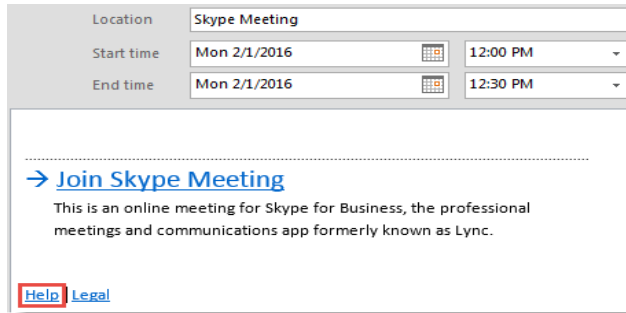 Location Skype Meeting
Start time Mon 2/1/2016 12:00 PM
End time Mon 2/1/2016 12:30 PM
→ Join Skype Meeting
This is an online meeting for Skype for Business, the professional
meetings and communications app formerly known as Lync.
Help Legal